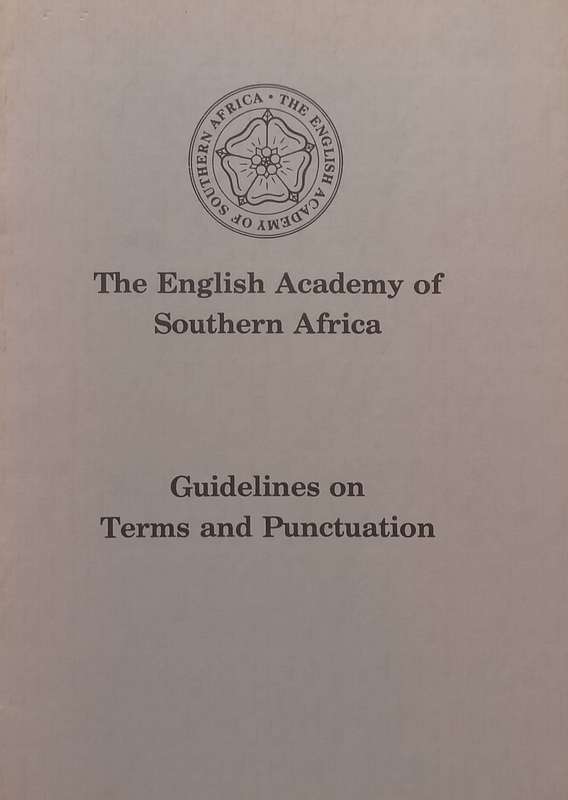 THE ENGLISH ACADEMY OF SOUTHERN AFRICA •
The English Academy of
Southern Africa
Guidelines on
Terms and Punctuation